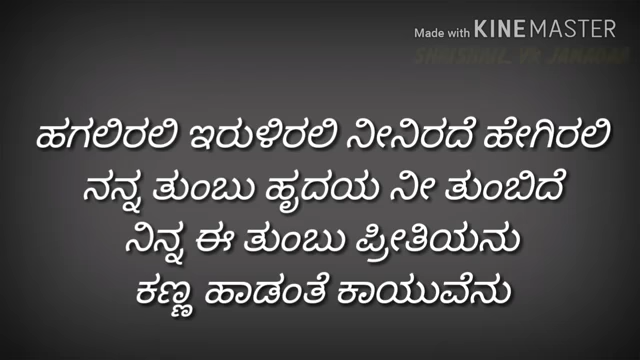 Made with KINEMASTER
ಹಗಲಿರಲಿ ಇರುಳಿರಲಿ ನೀನಿರದೆ ಹೇಗಿರಲಿ
ನನ್ನ ತುಂಬು ಹೃದಯ ನೀ ತುಂಬಿದೆ
ನಿನ್ನ ಈ ತುಂಬು ಪ್ರೀತಿಯನು
ಕಣ್ಣ ಹಾಡಂತೆ ಕಾಯುವೆನು